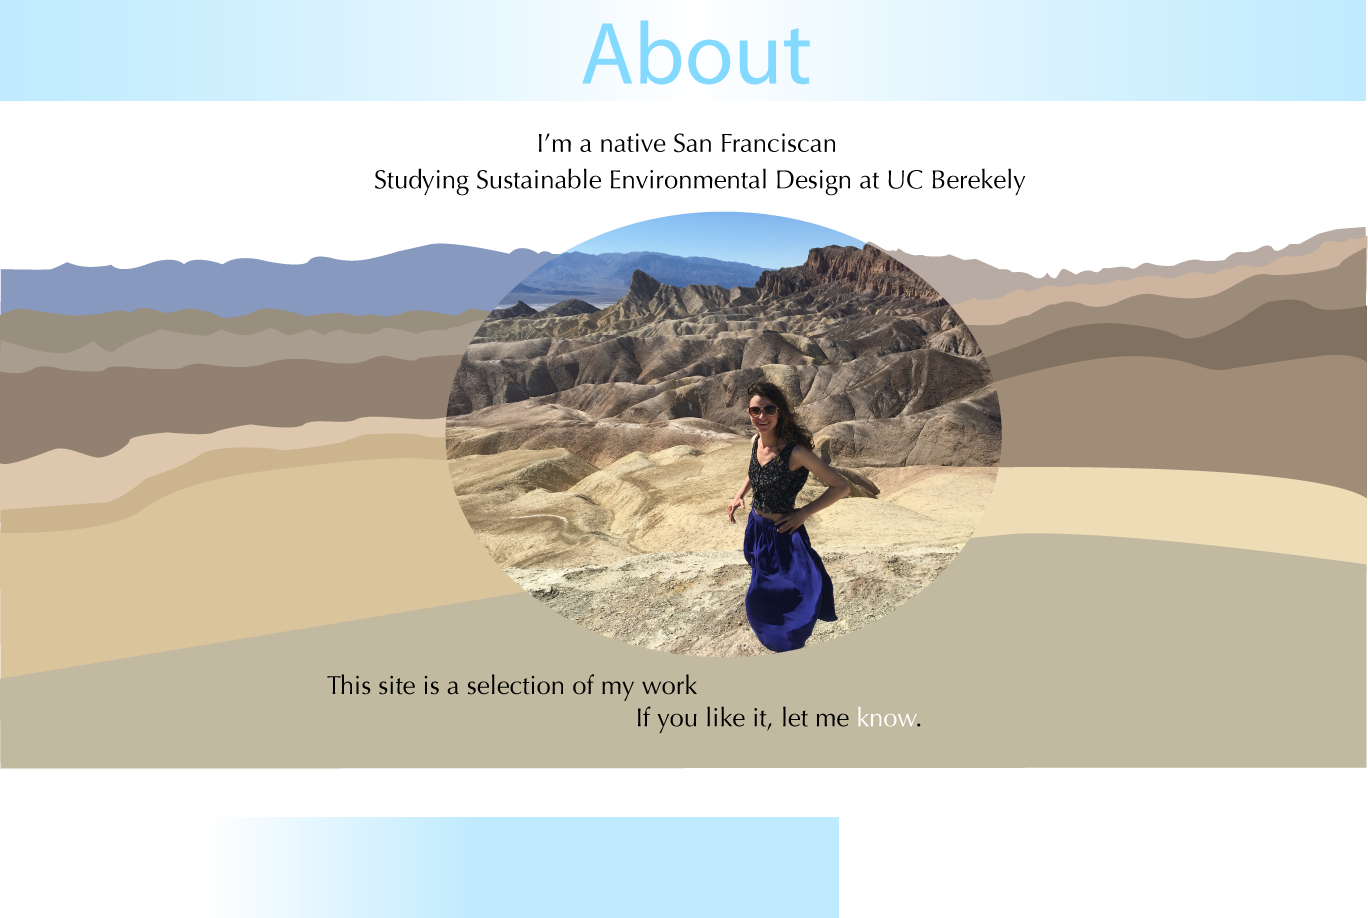 About
I'm a native San Franciscan
Studying Sustainable Environmental Design at UC Berekely
This site is a selection of my work
If you like it, let me know.